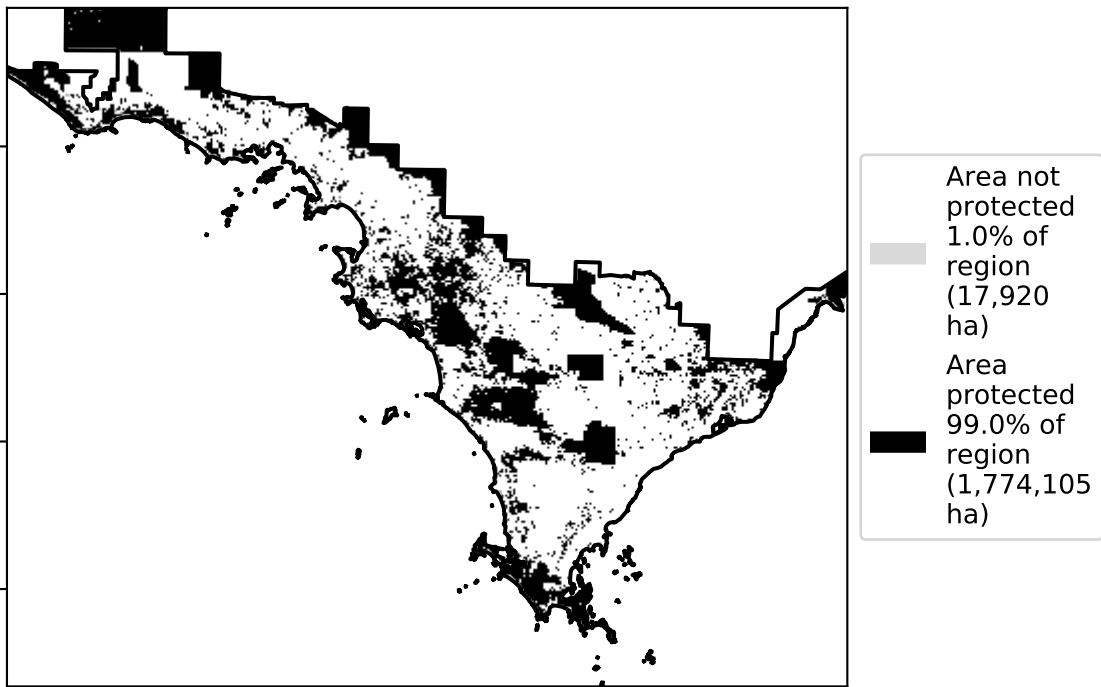 Area not
protected
1.0% of
region
(17,920
ha)
Area
protected
99.0% of
region
(1,774,105
ha)